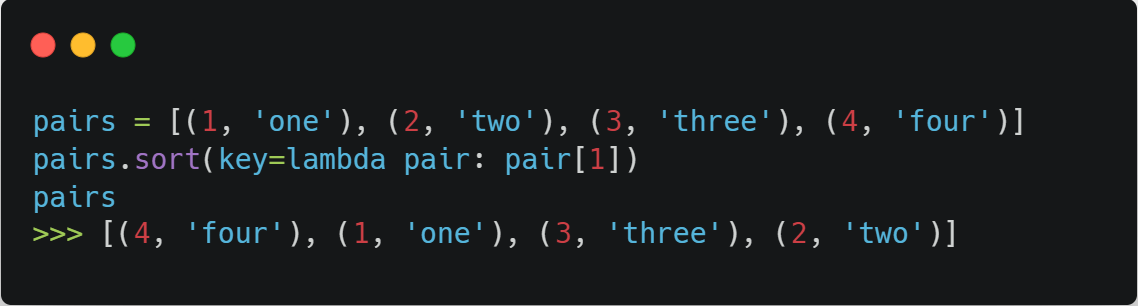 pairs = [(1, 'one'), (2, 'two'), (3, 'three'), (4, 'four')]
pairs.sort(key=lambda pair: pair[1])
pairs
>>> [(4, 'four'), (1, 'one'), (3, 'three'), (2, 'two')]